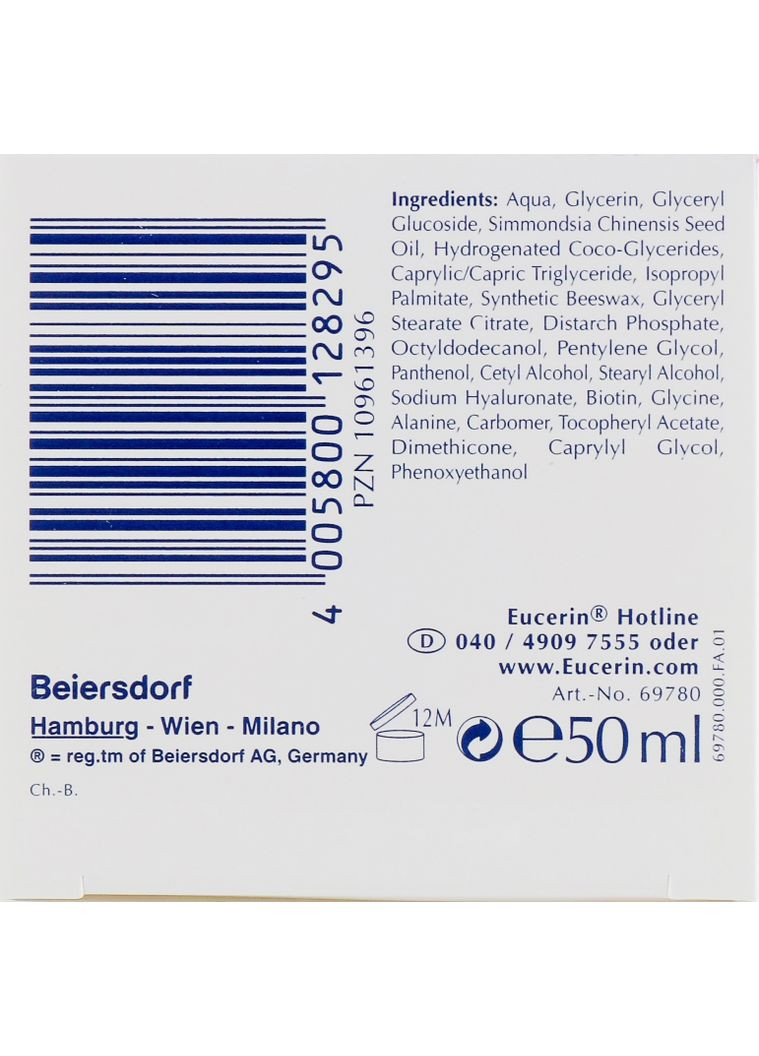 Ingredients: Aqua, Glycerin, Glyceryl
Glucoside, Simmondsia Chinensis Seed
Oil, Hydrogenated Coco-Glycerides,
Caprylic/Capric Triglyceride, Isopropyl
Palmitate, Synthetic Beeswax, Glyceryl
Stearate Citrate, Distarch Phosphate,
Octyldodecanol, Pentylene Glycol,
Panthenol, Cetyl Alcohol, Stearyl Alcohol,
Sodium Hyaluronate, Biotin, Glycine,
Alanine, Carbomer, Tocopheryl Acetate,
Dimethicone, Caprylyl Glycol,
Phenoxyethanol
4 005800 128295
PZN 10961396
Eucerin® Hotline
D 040 / 4909 7555 oder
www.Eucerin.com
Art.-No. 69780
12M
e50 ml
69780.000.FA.01
Beiersdorf
Hamburg - Wien - Milano
® = reg.tm of Beiersdorf AG, Germany
Ch.-B.